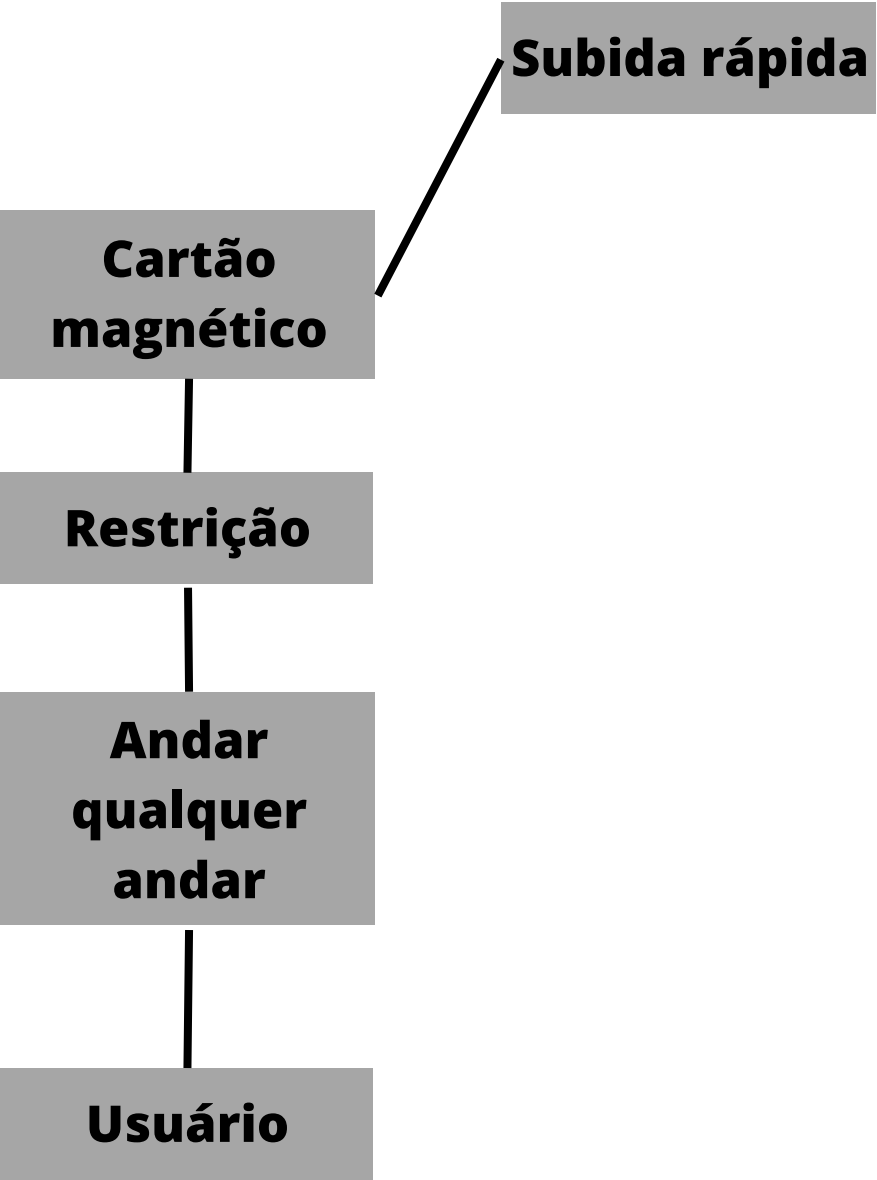 Subida rápida
Cartão
magnético
Restrição
Andar
qualquer
andar
Usuário